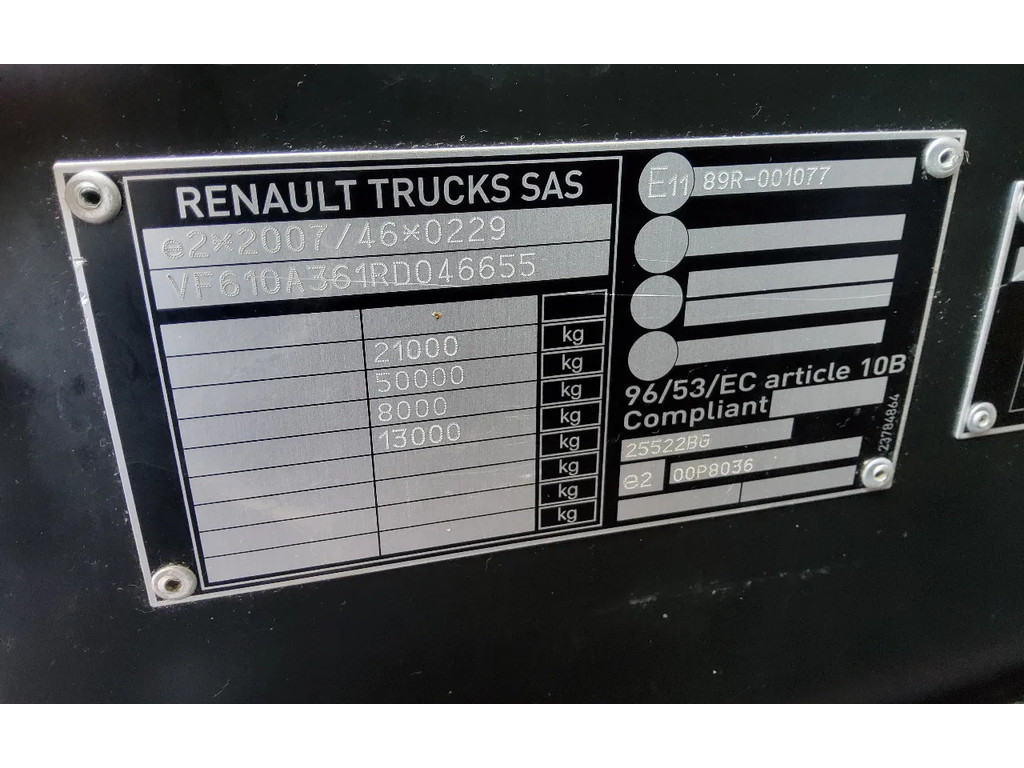 RENAULT TRUCKS SAS
e2*2007/46*0229
VF610A361RD046655
21000 kg
50000 kg
8000 kg
13000 kg
kg
kg
kg
kg
E11 89R-001077
96/53/EC article 10B
Compliant
25522BG
e2 00P8036
23784864